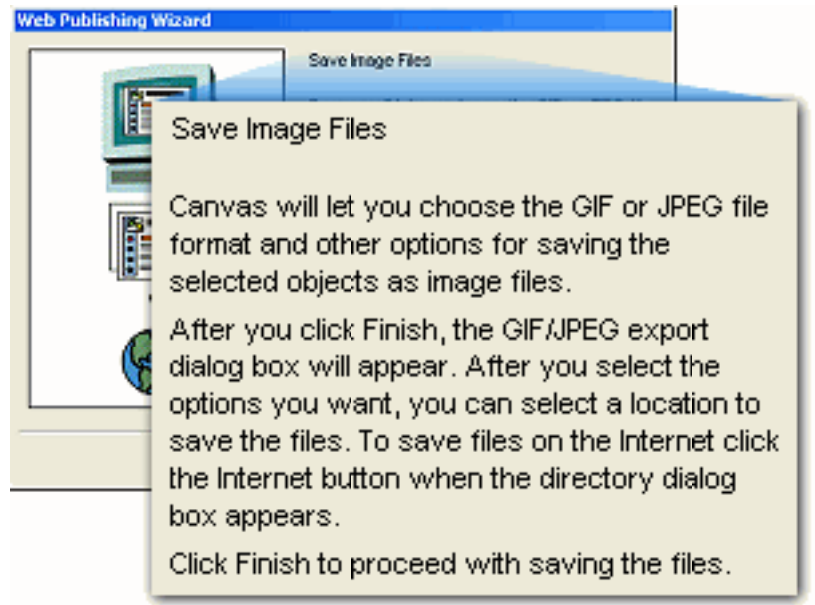 Web Publishing Wizard
Save Image Files
Save Image Files
Canvas will let you choose the GIF or JPEG file
format and other options for saving the
selected objects as image files.
After you click Finish, the GIF/JPEG export
dialog box will appear. After you select the
options you want, you can select a location to
save the files. To save files on the Internet click
the Internet button when the directory dialog
box appears.
Click Finish to proceed with saving the files.